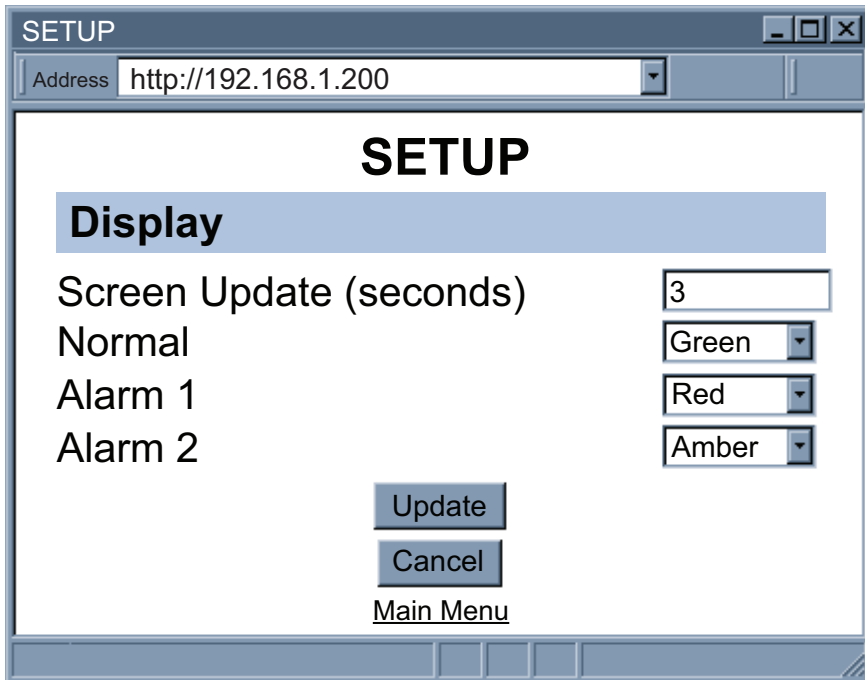 SETUP
Address http://192.168.1.200
SETUP
Display
Screen Update (seconds) 3
Normal Green
Alarm 1 Red
Alarm 2 Amber
Update
Cancel
Main Menu